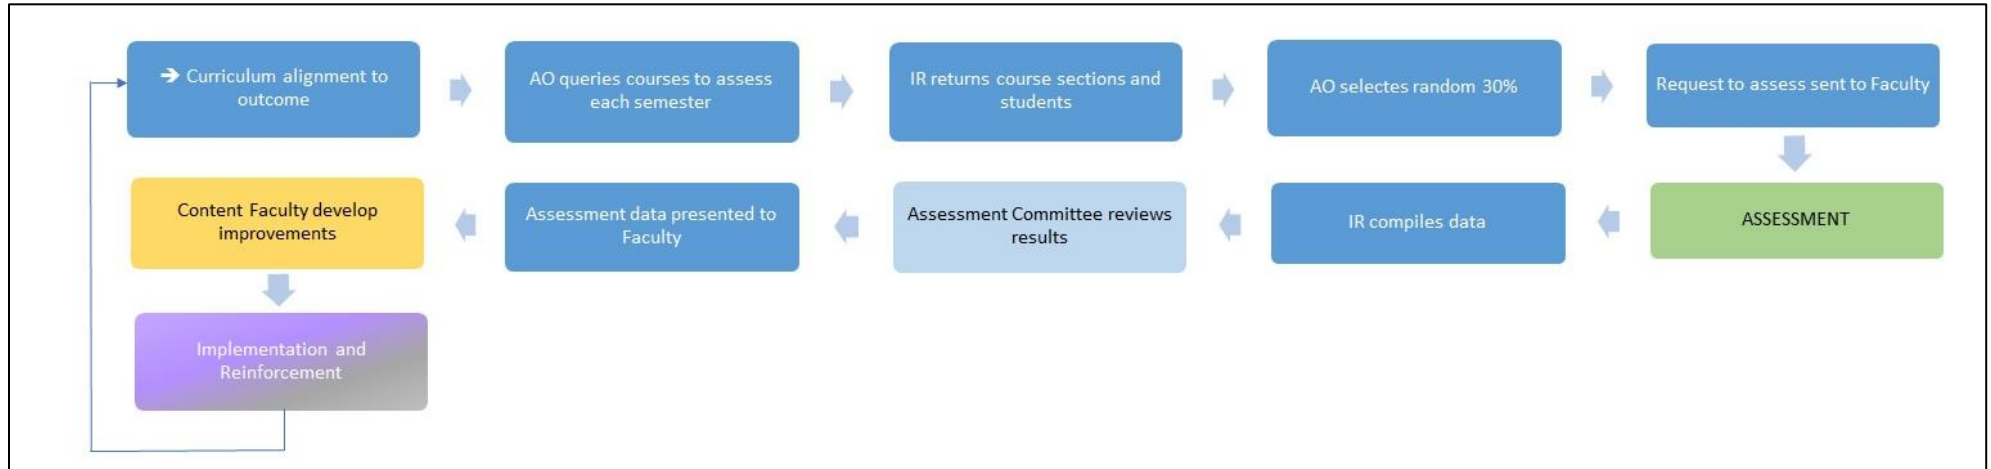 ➔ Curriculum alignment to
outcome
AO queries courses to assess
each semester
IR returns course sections and
students
AO selectes random 30%
Request to assess sent to Faculty
Content Faculty develop
improvements
Assessment data presented to
Faculty
Assessment Committee reviews
results
IR compiles data
ASSESSMENT
Implementation and
Reinforcement